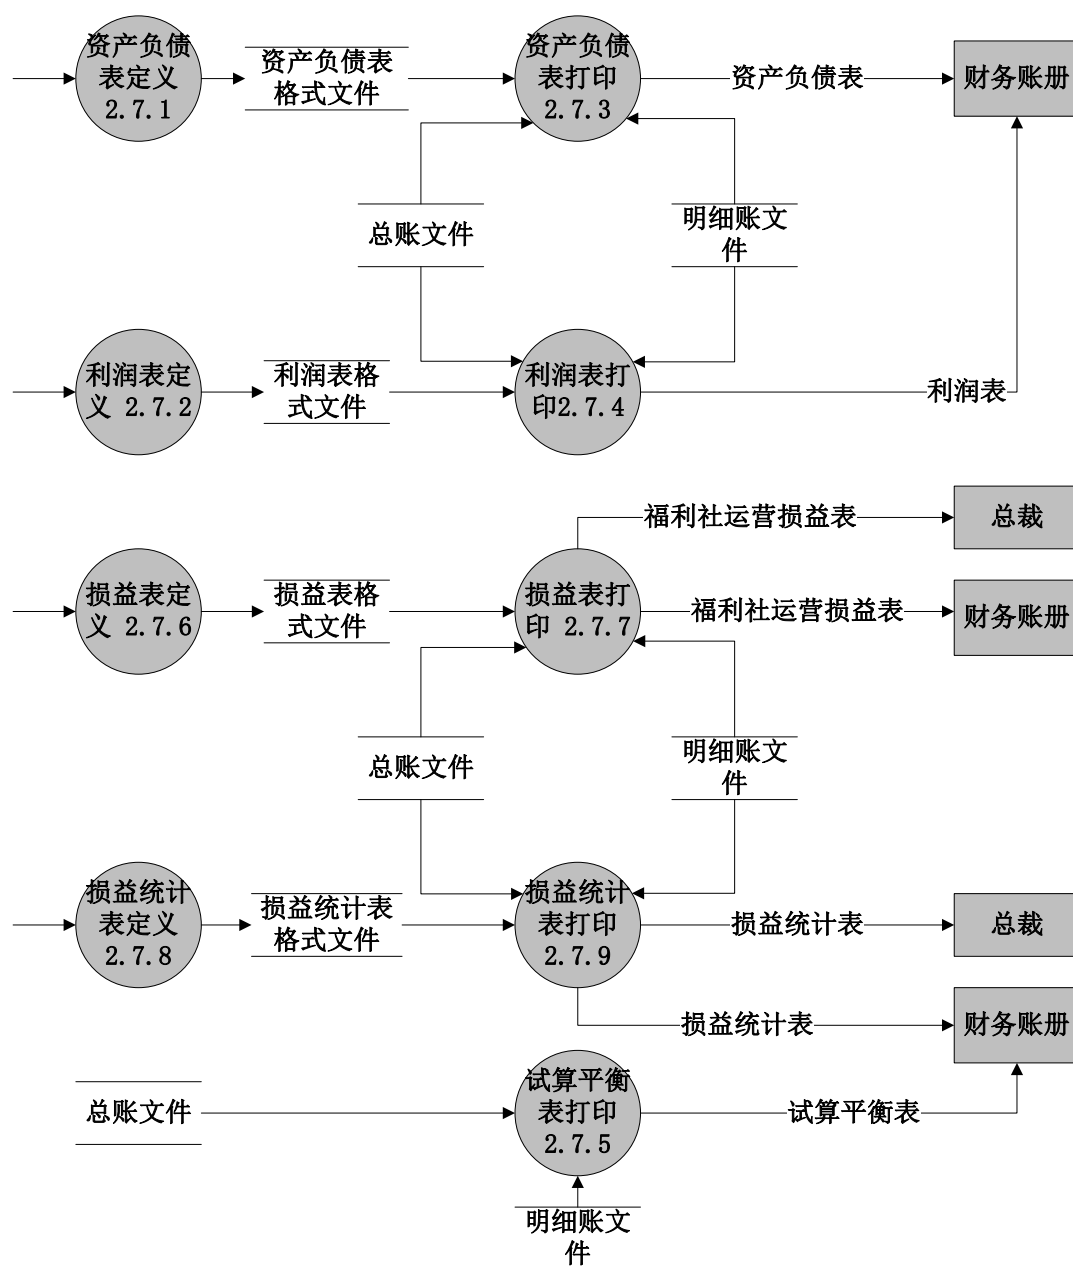 资产负债
表定义
2.7.1
资产负债表
格式文件
资产负债
表打印
2.7.3
资产负债表
财务账册
总账文件
明细账文
件
利润表定
义 2.7.2
利润表格
式文件
利润表打
印2.7.4
利润表
福利社运营损益表
总裁
损益表定
义 2.7.6
损益表格
式文件
损益表打
印 2.7.7
福利社运营损益表
财务账册
总账文件
明细账文
件
损益统计
表定义
2.7.8
损益统计表
格式文件
损益统计
表打印
2.7.9
损益统计表
总裁
损益统计表
财务账册
总账文件
试算平衡
表打印
2.7.5
试算平衡表
明细账文
件